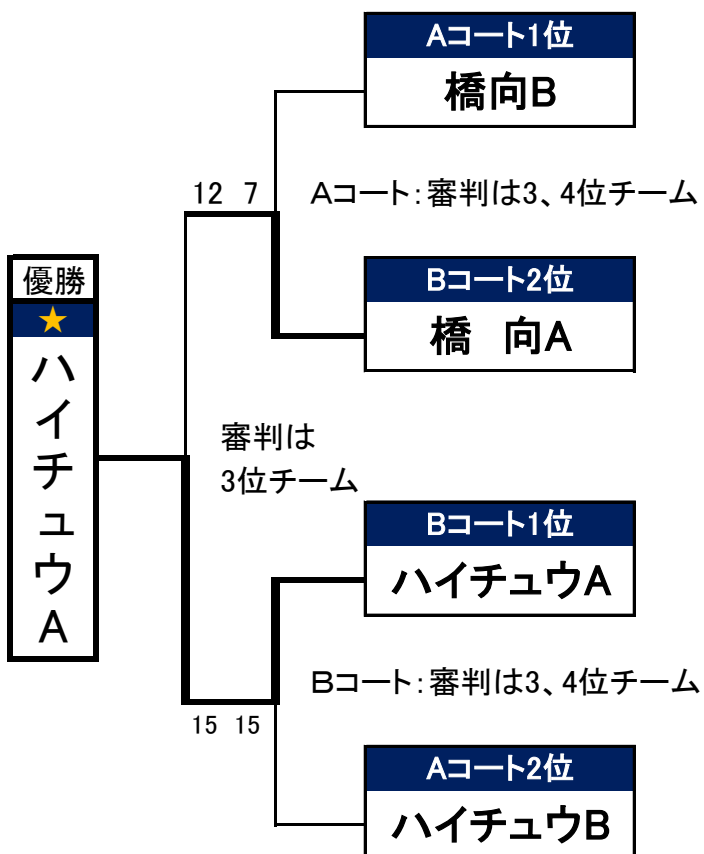 Aコート1位
橋向B
12 7
Aコート:審判は3、4位チーム
Bコート2位
橋 向A
優勝
★
ハイチュウA
審判は
3位チーム
Bコート1位
ハイチュウA
Bコート:審判は3、4位チーム
15 15
Aコート2位
ハイチュウB